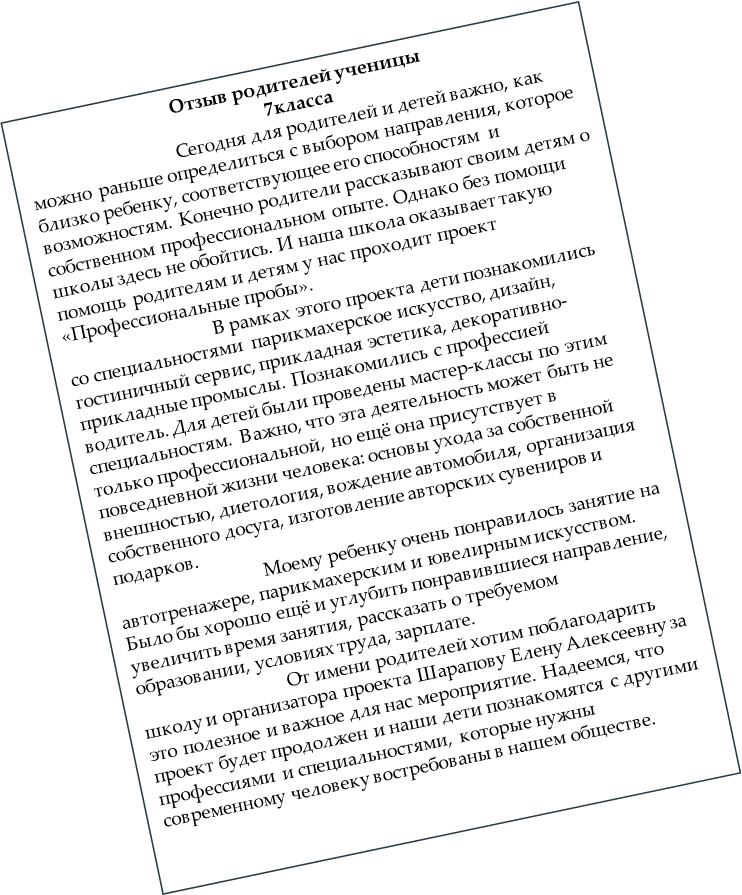 Отзыв родителей ученицы
7класса
Сегодня для родителей и детей важно, как
можно раньше определиться с выбором направления, которое
близко ребенку, соответствующее его способностям и
возможностям. Конечно родители рассказывают своим детям о
собственном профессиональном опыте. Однако без помощи
школы здесь не обойтись. И наша школа оказывает такую
помощь родителям и детям у нас проходит проект
«Профессиональные пробы».
В рамках этого проекта дети познакомились
со специальностями парикмахерское искусство, дизайн,
гостиничный сервис, прикладная эстетика, декоративно-
прикладные промыслы. Познакомились с профессией
водитель. Для детей были проведены мастер-классы по этим
специальностям. Важно, что эта деятельность может быть не
только профессиональной, но ещё она присутствует в
повседневной жизни человека: основы ухода за собственной
внешностью, диетология, вождение автомобиля, организация
собственного досуга, изготовление авторских сувениров и
подарков.
Моему ребенку очень понравилось занятие на
автотренажере, парикмахерским и ювелирным искусством.
Было бы хорошо ещё и углубить понравившиеся направление,
увеличить время занятия, рассказать о требуемом
образовании, условиях труда, зарплате.
От имени родителей хотим поблагодарить
школу и организатора проекта Шарапову Елену Алексеевну за
это полезное и важное для нас мероприятие. Надеемся, что
проект будет продолжен и наши дети познакомятся с другими
профессиями и специальностями, которые нужны
современному человеку востребованы в нашем обществе.